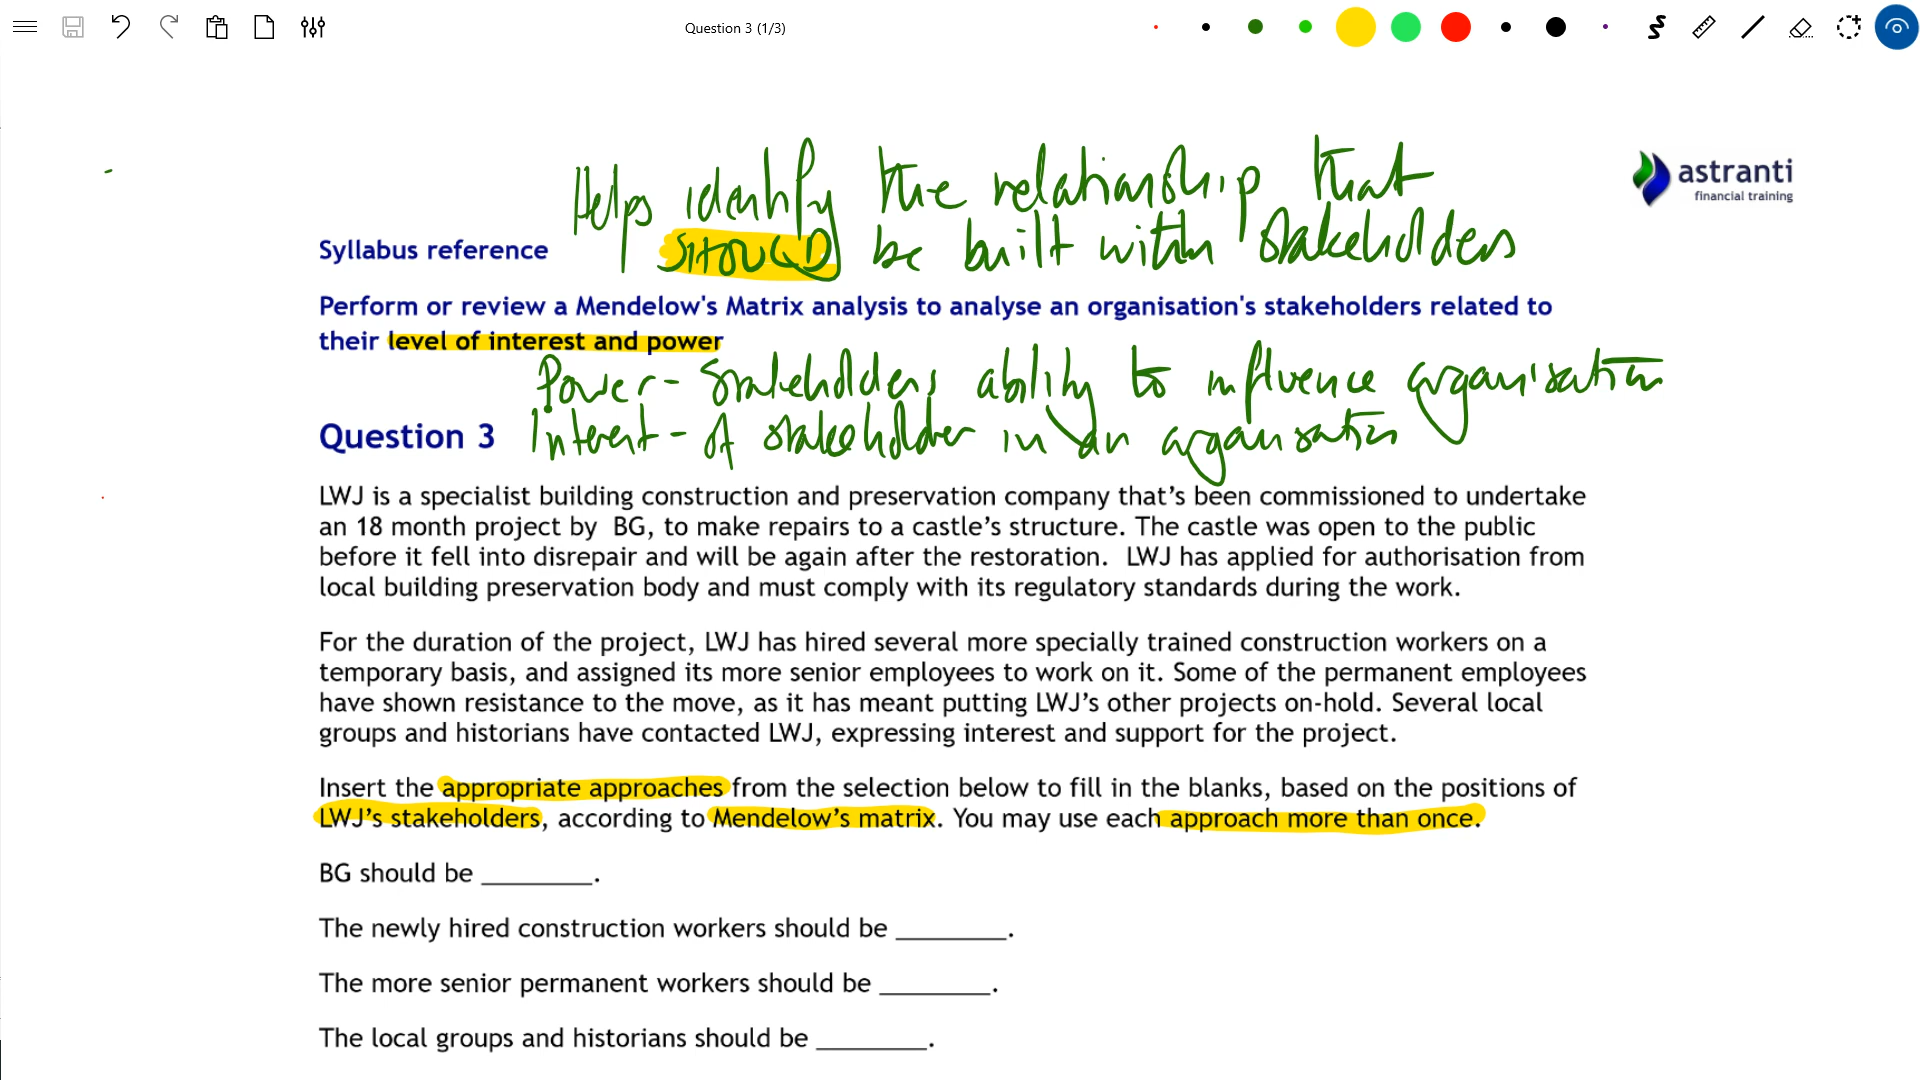 Question 3 (1/3)
Helps identify the relationship that
SHOULD be built within stakeholders
astranti
financial training
Syllabus reference
Perform or review a Mendelow's Matrix analysis to analyse an organisation's stakeholders related to
their level of interest and power
Power - Stakeholders ability to influence organisation
Interest - of stakeholder in an organisation
Question 3
LWJ is a specialist building construction and preservation company that's been commissioned to undertake
an 18 month project by BG, to make repairs to a castle's structure. The castle was open to the public
before it fell into disrepair and will be again after the restoration. LWJ has applied for authorisation from
local building preservation body and must comply with its regulatory standards during the work.
For the duration of the project, LWJ has hired several more specially trained construction workers on a
temporary basis, and assigned its more senior employees to work on it. Some of the permanent employees
have shown resistance to the move, as it has meant putting LWJ's other projects on-hold. Several local
groups and historians have contacted LWJ, expressing interest and support for the project.
Insert the appropriate approaches from the selection below to fill in the blanks, based on the positions of
LWJ's stakeholders, according to Mendelow's matrix. You may use each approach more than once.
BG should be ________.
The newly hired construction workers should be ________.
The more senior permanent workers should be ________.
The local groups and historians should be ________.